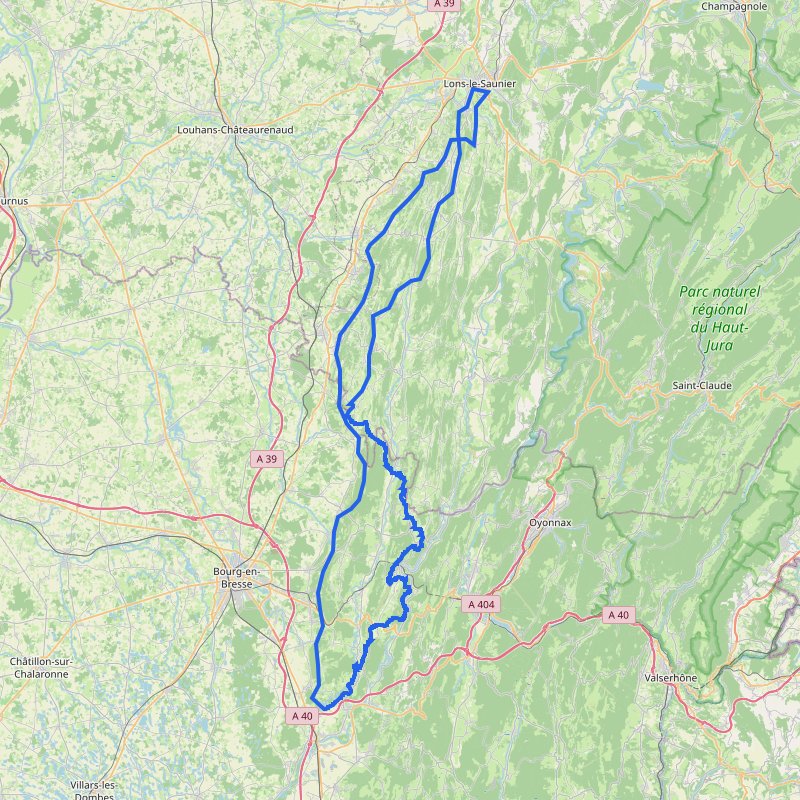 A 39
Champagnole
Lons-le-Saunier
Louhans-Châteaurenaud
urnus
Parc naturel
régional
du Haut-
Jura
Saint-Claude
A 39
Oyonnax
Bourg-en-
Bresse
A 404
A 40
Châtillon-sur-
Chalaronne
Valserhône
A 40
Villars-les-
Dombes